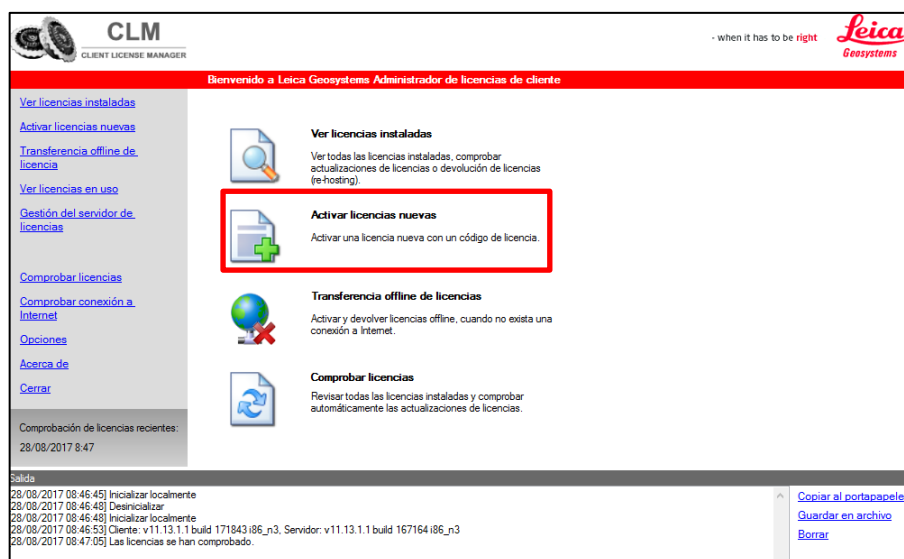 CLM
CLIENT LICENSE MANAGER
- when it has to be right
Leica
Geosystems
Bienvenido a Leica Geosystems Administrador de licencias de cliente
Ver licencias instaladas
Activar licencias nuevas
Transferencia offline de
licencia
Ver licencias en uso
Gestión del servidor de
licencias
Comprobar licencias
Comprobar conexión a
Internet
Opciones
Acerca de
Cerrar
Comprobación de licencias recientes:
28/08/2017 8:47
Ver licencias instaladas
Ver todas las licencias instaladas, comprobar
actualizaciones de licencias o devolución de licencias
(re-hosting).
Activar licencias nuevas
Activar una licencia nueva con un código de licencia.
Transferencia offline de licencias
Activar y devolver licencias offline, cuando no exista una
conexión a Internet.
Comprobar licencias
Revisar todas las licencias instaladas y comprobar
automáticamente las actualizaciones de licencias.
Salida
28/08/2017 08:46:45] Inicializar localmente
28/08/2017 08:46:48] Desinicializar
28/08/2017 08:46:48] Inicializar localmente
28/08/2017 08:46:53] Cliente: v11.13.1.1 build 171843 i86_n3, Servidor: v11.13.1.1 build 167164 i86_n3
28/08/2017 08:47:05] Las licencias se han comprobado.
Copiar al portapapele
Guardar en archivo
Borrar